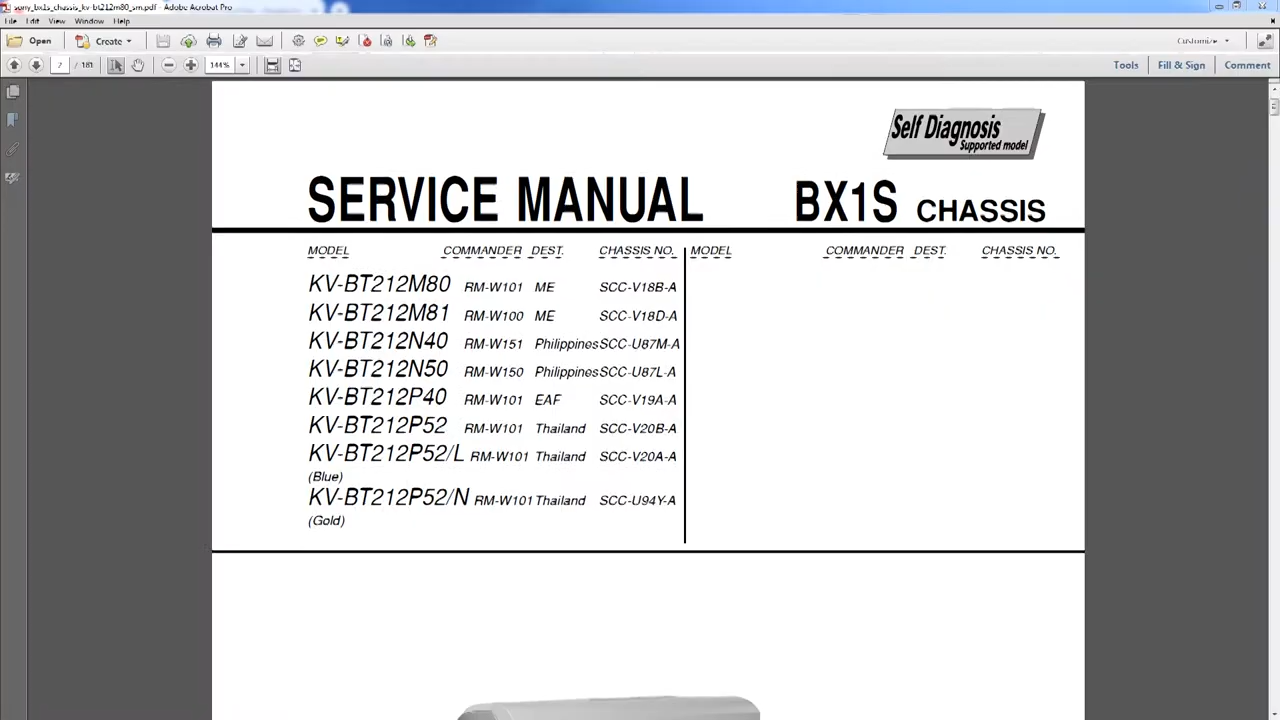 sony_bx1s_chassis_kv-bt212m80_sm.pdf - Adobe Acrobat Pro
File Edit View Window Help
Open Create Customize
/ 181 144% Tools Fill & Sign Comment
Self Diagnosis
Supported model
SERVICE MANUAL BX1S CHASSIS
MODEL COMMANDER DEST. CHASSIS NO. MODEL COMMANDER DEST. CHASSIS NO.
KV-BT212M80 RM-W101 ME SCC-V18B-A
KV-BT212M81 RM-W100 ME SCC-V18D-A
KV-BT212N40 RM-W151 Philippines SCC-U87M-A
KV-BT212N50 RM-W150 Philippines SCC-U87L-A
KV-BT212P40 RM-W101 EAF SCC-V19A-A
KV-BT212P52 RM-W101 Thailand SCC-V20B-A
KV-BT212P52/L RM-W101 Thailand SCC-V20A-A
(Blue)
KV-BT212P52/N RM-W101 Thailand SCC-U94Y-A
(Gold)